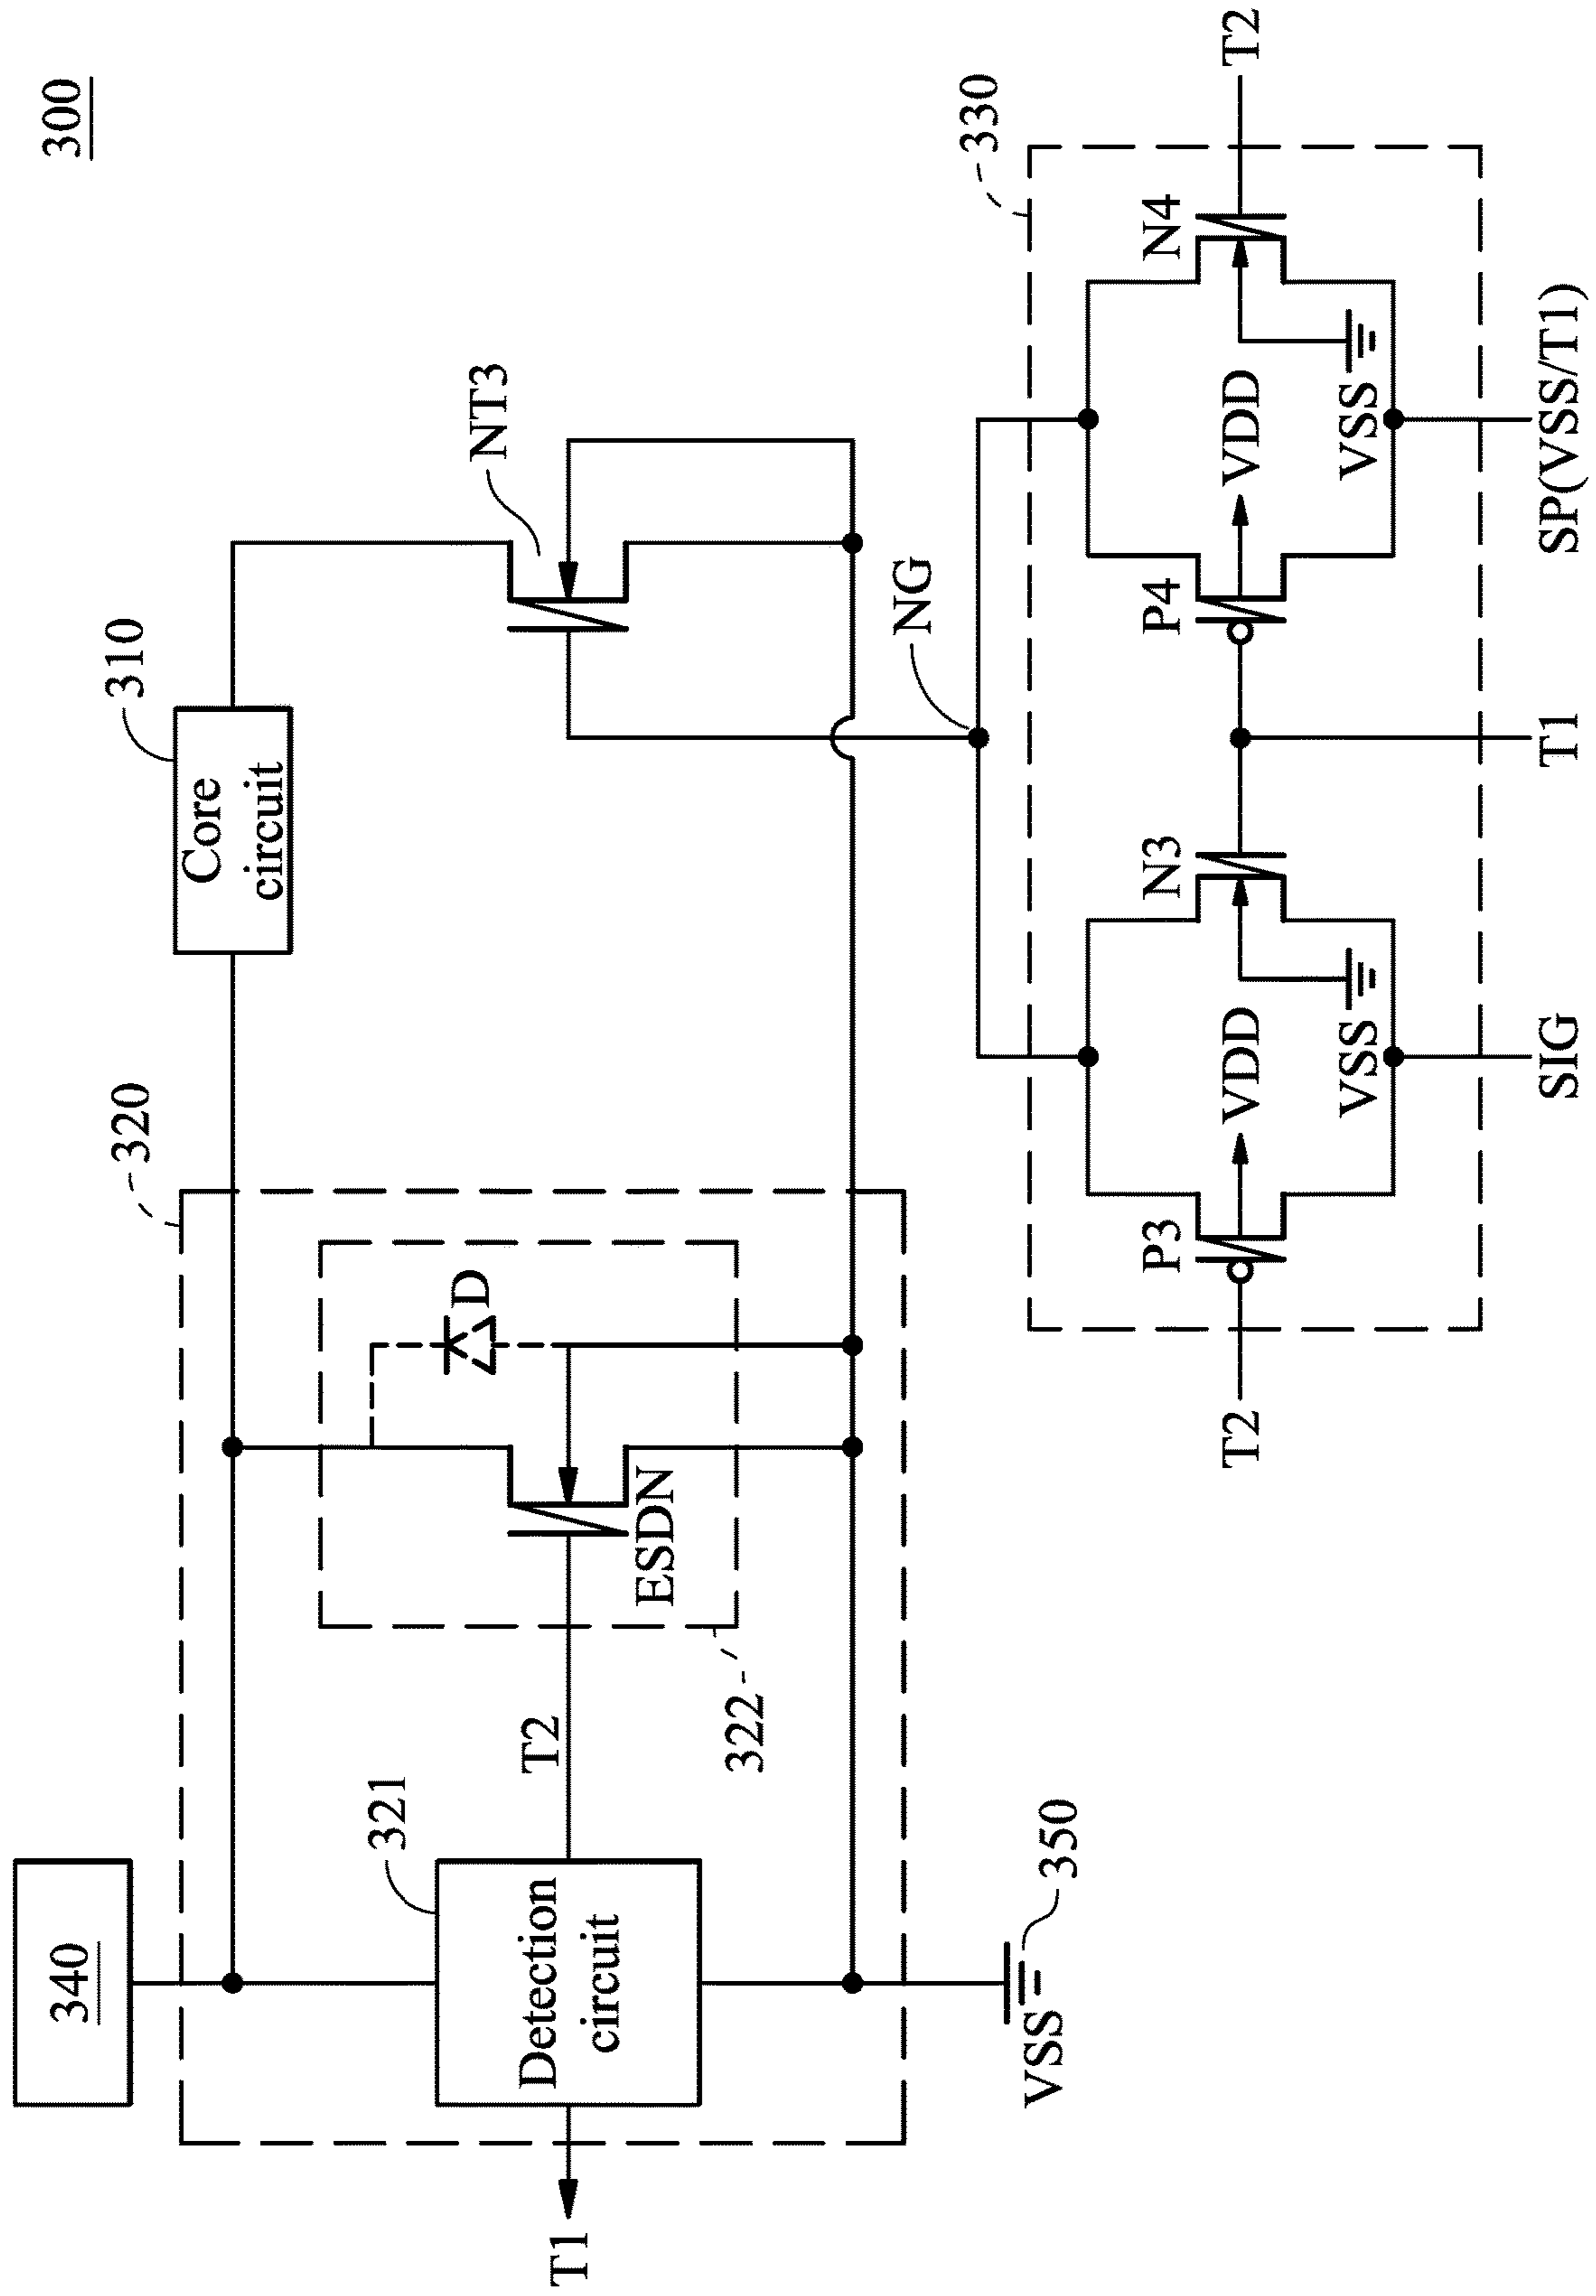 300
340
320
310
Core
circuit
NT3
D
321
T2
ESDN
322
Detection
circuit
T1
VSS
350
NG
330
T2
P3
VDD
VSS
N3
P4
VDD
VSS
N4
T2
SIG
T1
SP(VSS/T1)